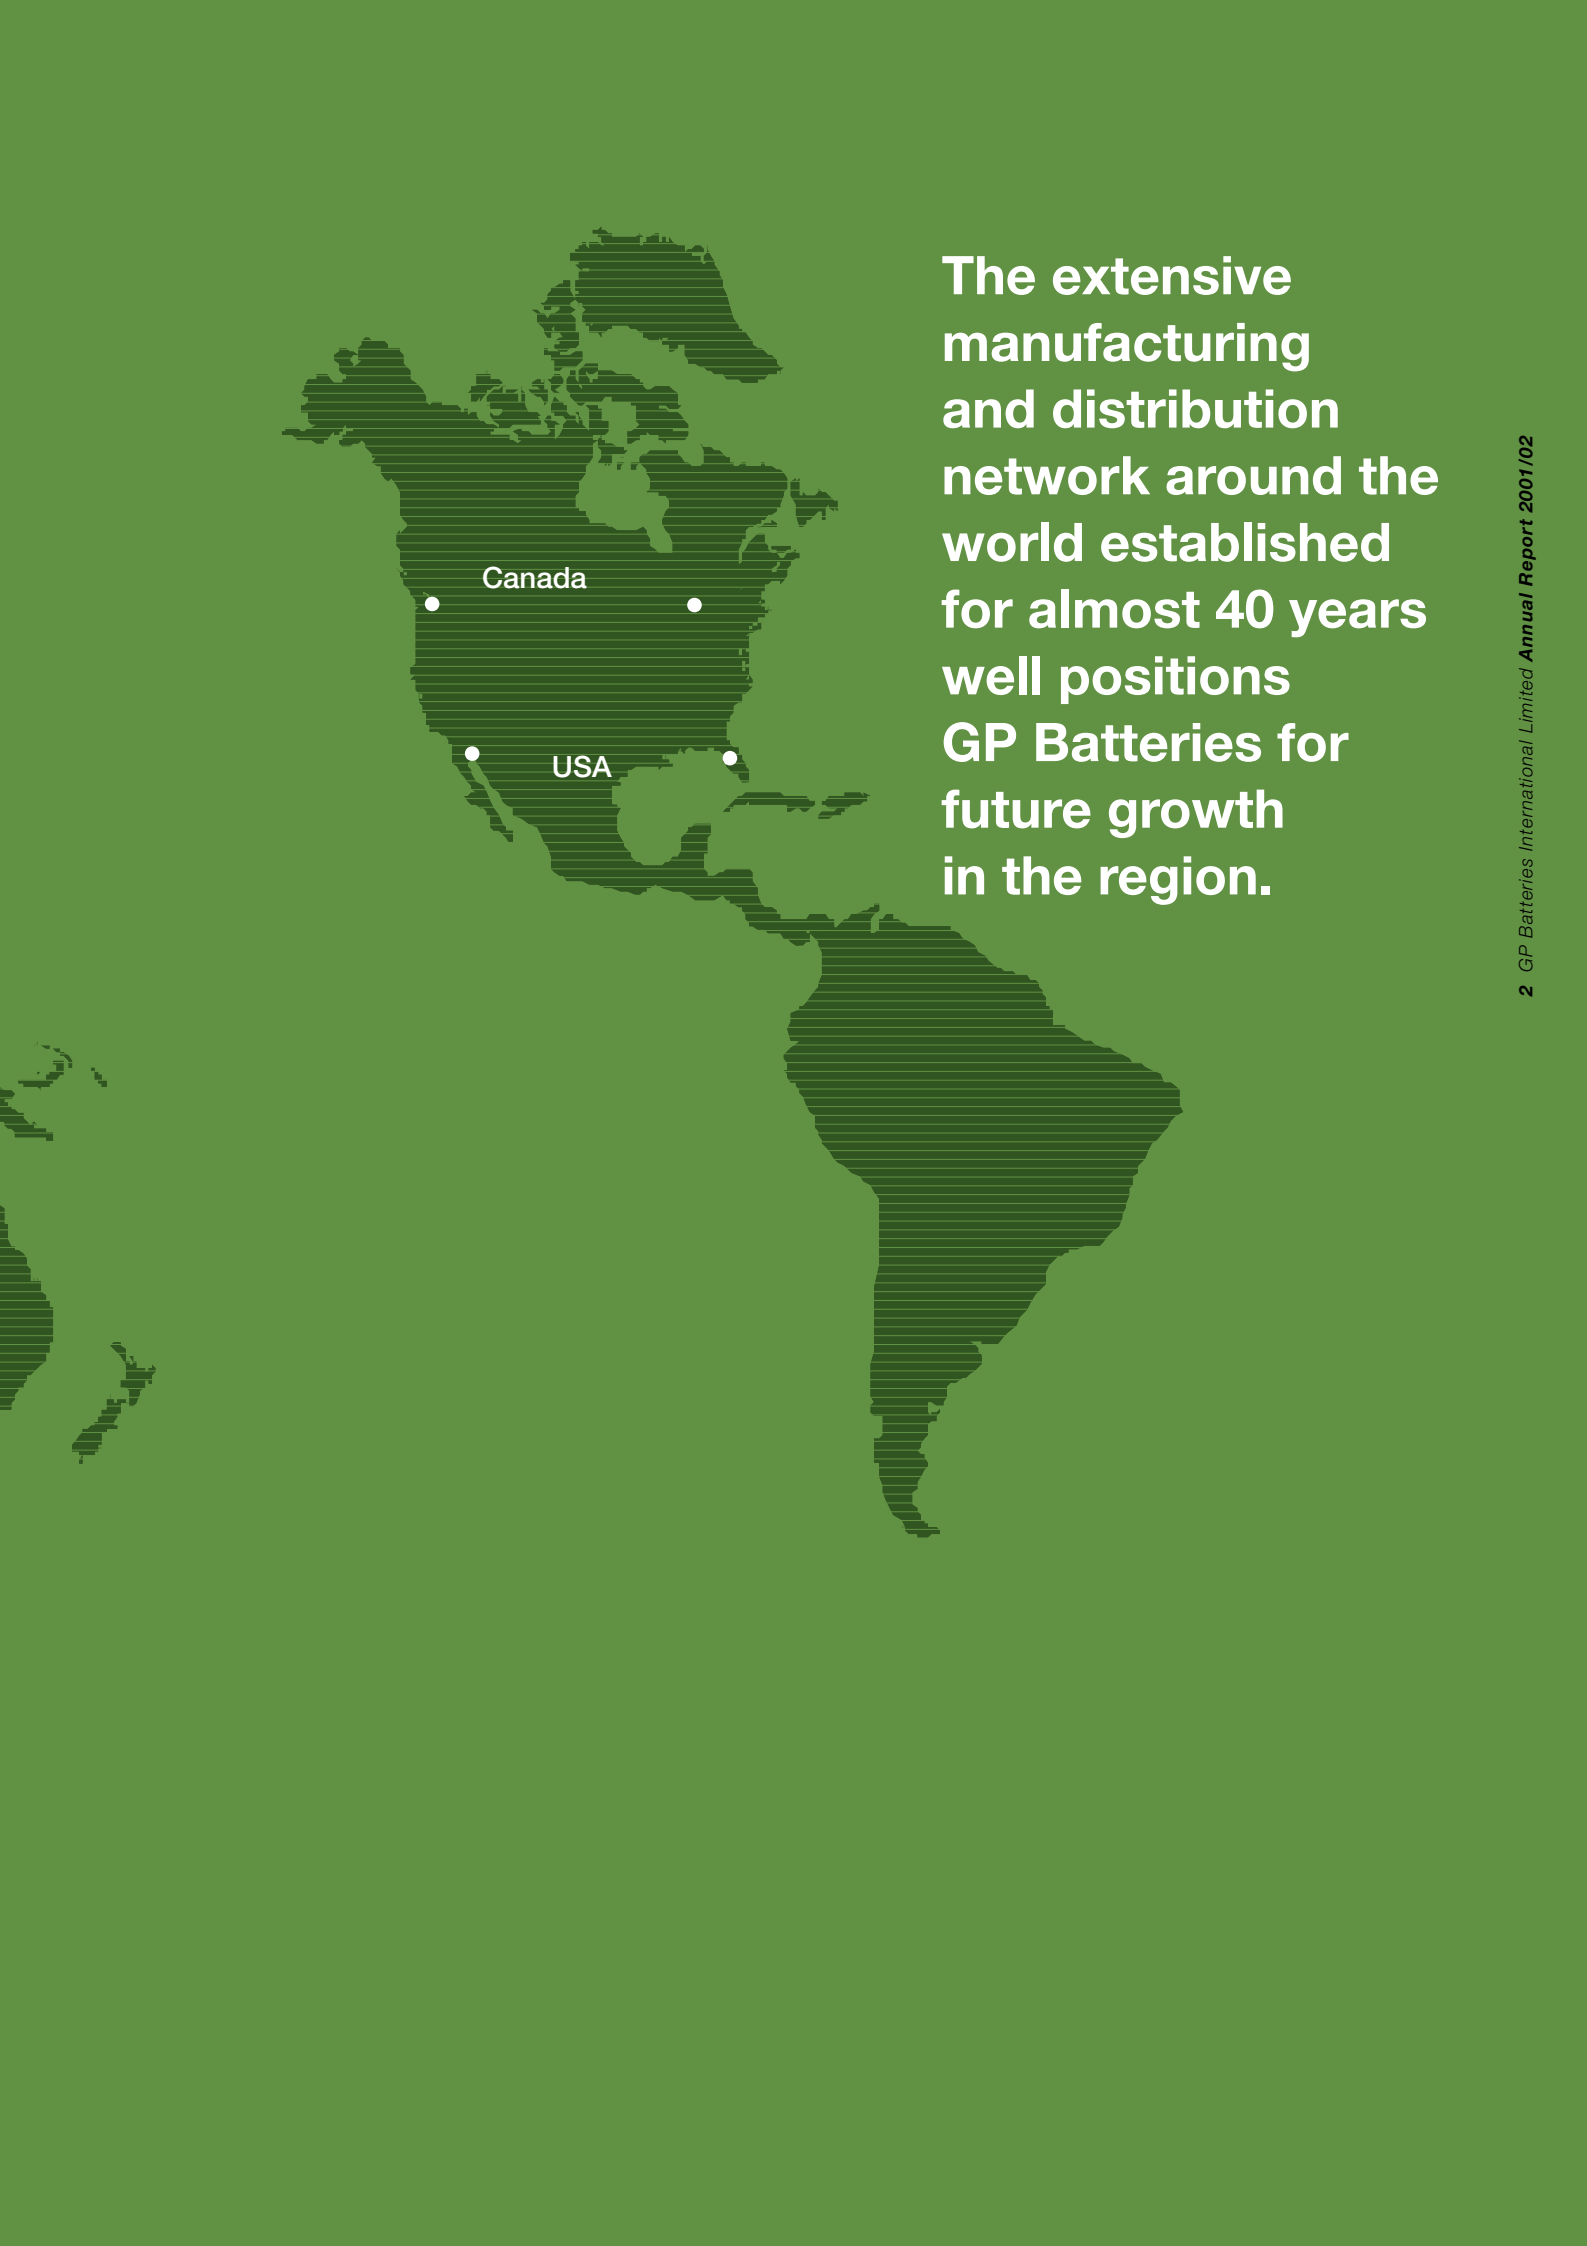 The extensive
manufacturing
and distribution
network around the
world established
for almost 40 years
well positions
GP Batteries for
future growth
in the region.
Canada
USA
2 GP Batteries International Limited Annual Report 2001/02